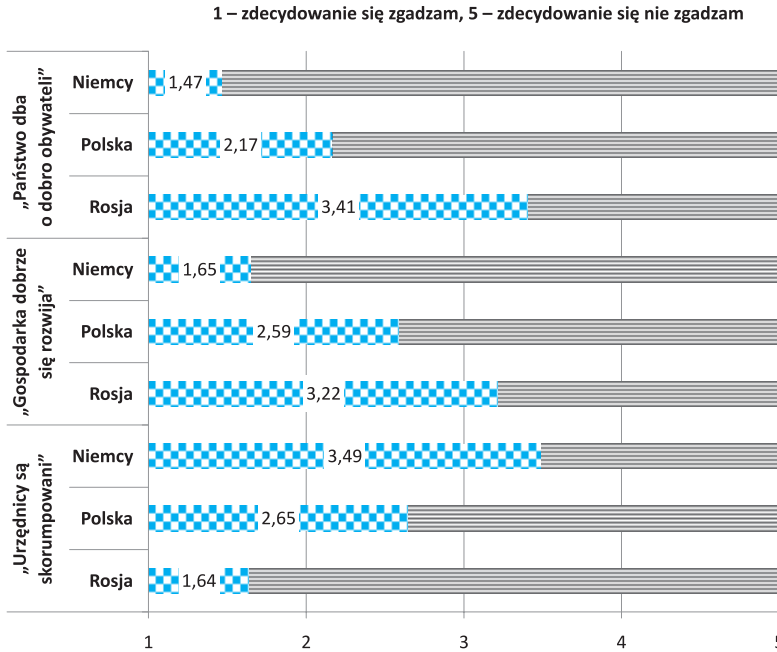 1 – zdecydowanie się zgadzam, 5 – zdecydowanie się nie zgadzam
„Państwo dba
o dobro obywateli”
Niemcy 1,47
Polska 2,17
Rosja 3,41
„Gospodarka dobrze
się rozwija”
Niemcy 1,65
Polska 2,59
Rosja 3,22
„Urzędnicy są
skorumpowani”
Niemcy 3,49
Polska 2,65
Rosja 1,64
1 2 3 4 5